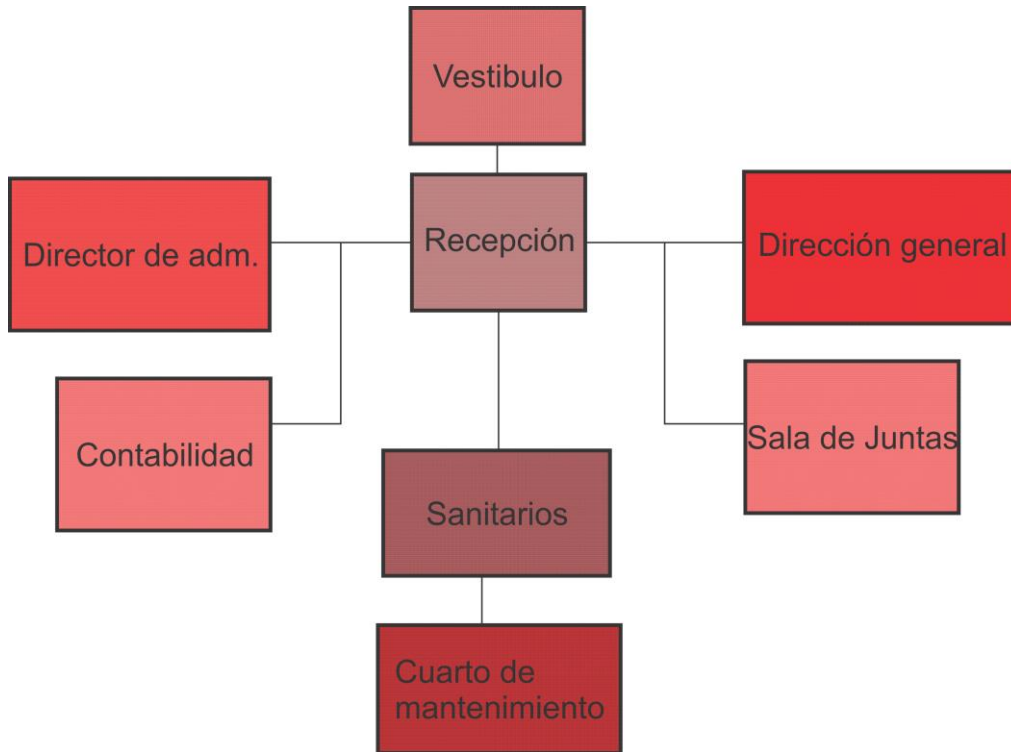 Vestibulo
Director de adm.
Recepción
Dirección general
Contabilidad
Sala de Juntas
Sanitarios
Cuarto de
mantenimiento